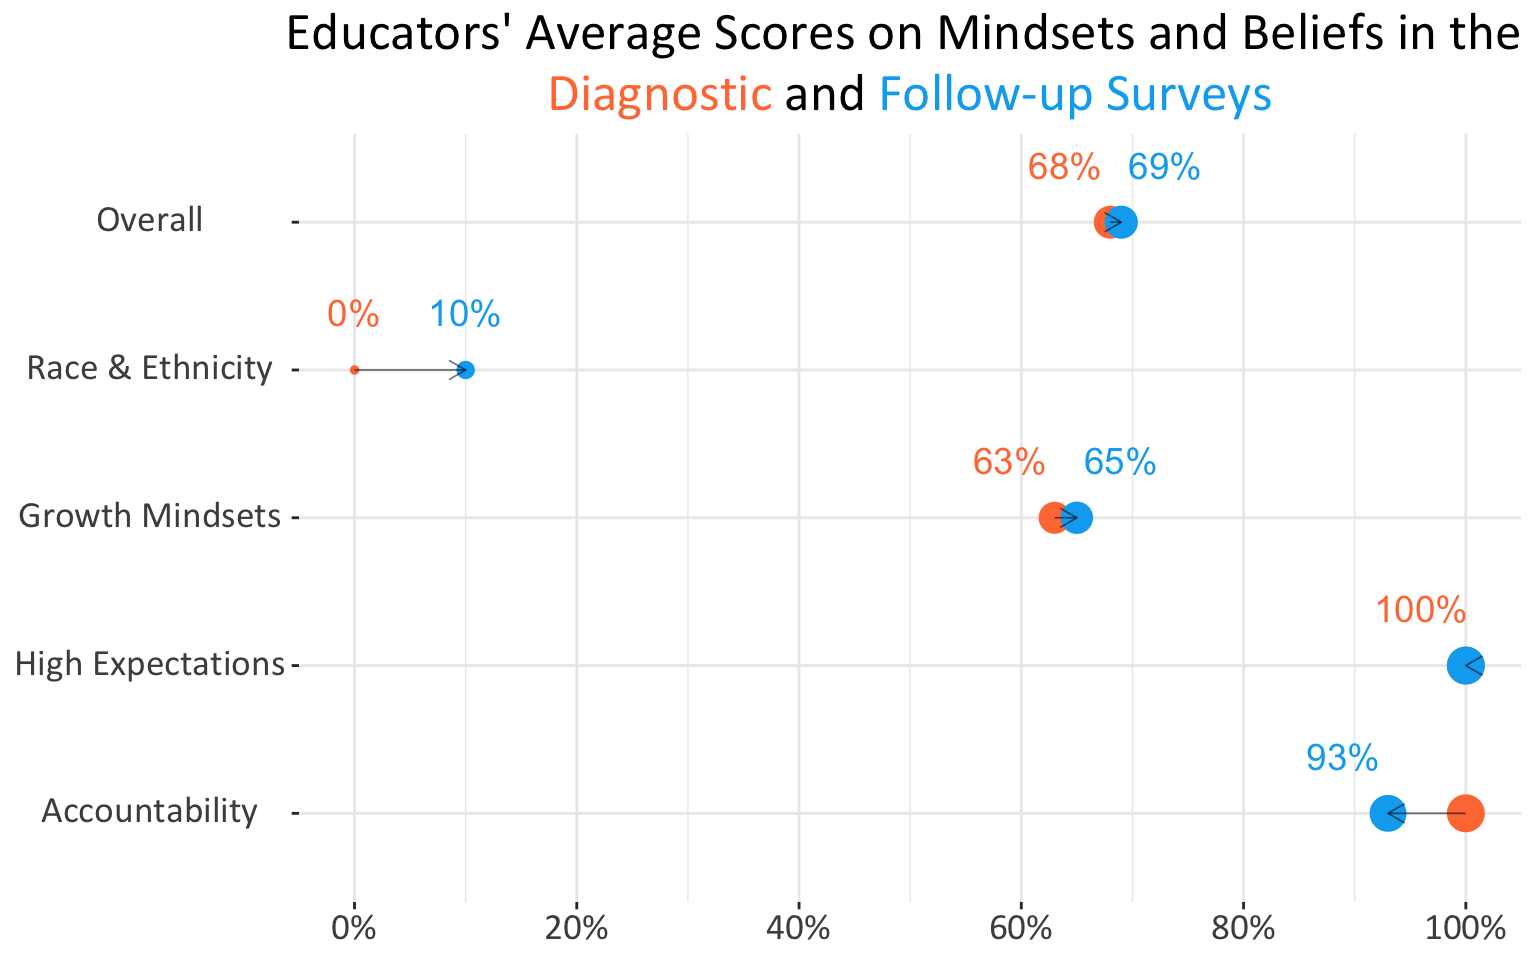 Educators' Average Scores on Mindsets and Beliefs in the
Diagnostic and Follow-up Surveys
68% 69%
Overall
0% 10%
Race & Ethnicity
63% 65%
Growth Mindsets
100%
High Expectations
93%
Accountability
0% 20% 40% 60% 80% 100%